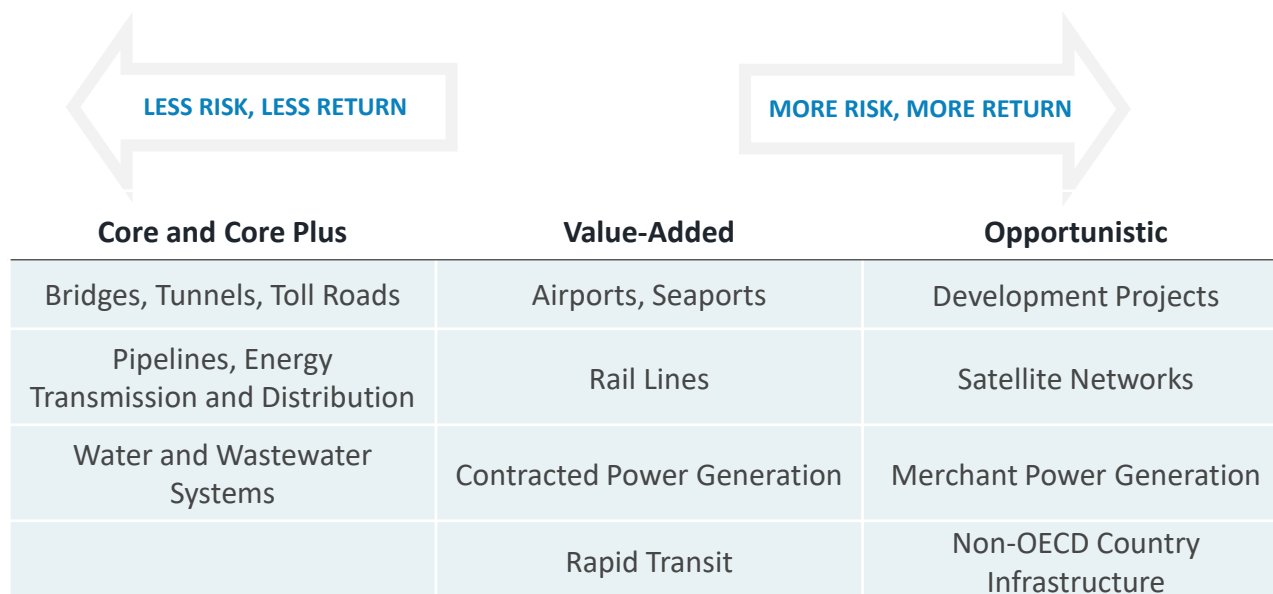 LESS RISK, LESS RETURN
MORE RISK, MORE RETURN
Core and Core Plus
Value-Added
Opportunistic
Bridges, Tunnels, Toll Roads
Airports, Seaports
Development Projects
Pipelines, Energy
Transmission and Distribution
Rail Lines
Satellite Networks
Water and Wastewater
Systems
Contracted Power Generation
Merchant Power Generation
Rapid Transit
Non-OECD Country
Infrastructure